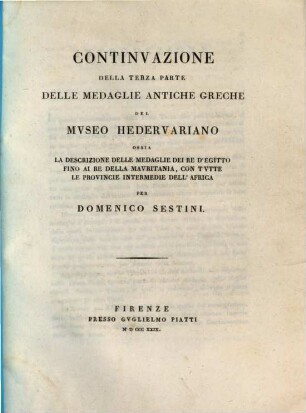 CONTINVAZIONE
DELLA TERZA PARTE
DELLE MEDAGLIE ANTICHE GRECHE
DEL
MVSEO HEDERVARIANO
OSSIA
LA DESCRIZIONE DELLE MEDAGLIE DEI RE D'EGITTO
FINO AI RE DELLA MAVRITANIA, CON TVTTE
LE PROVINCIE INTERMEDIE DELL'AFRICA
PER
DOMENICO SESTINI.
FIRENZE
PRESSO GVGLIELMO PIATTI
M D CCC XXIX.